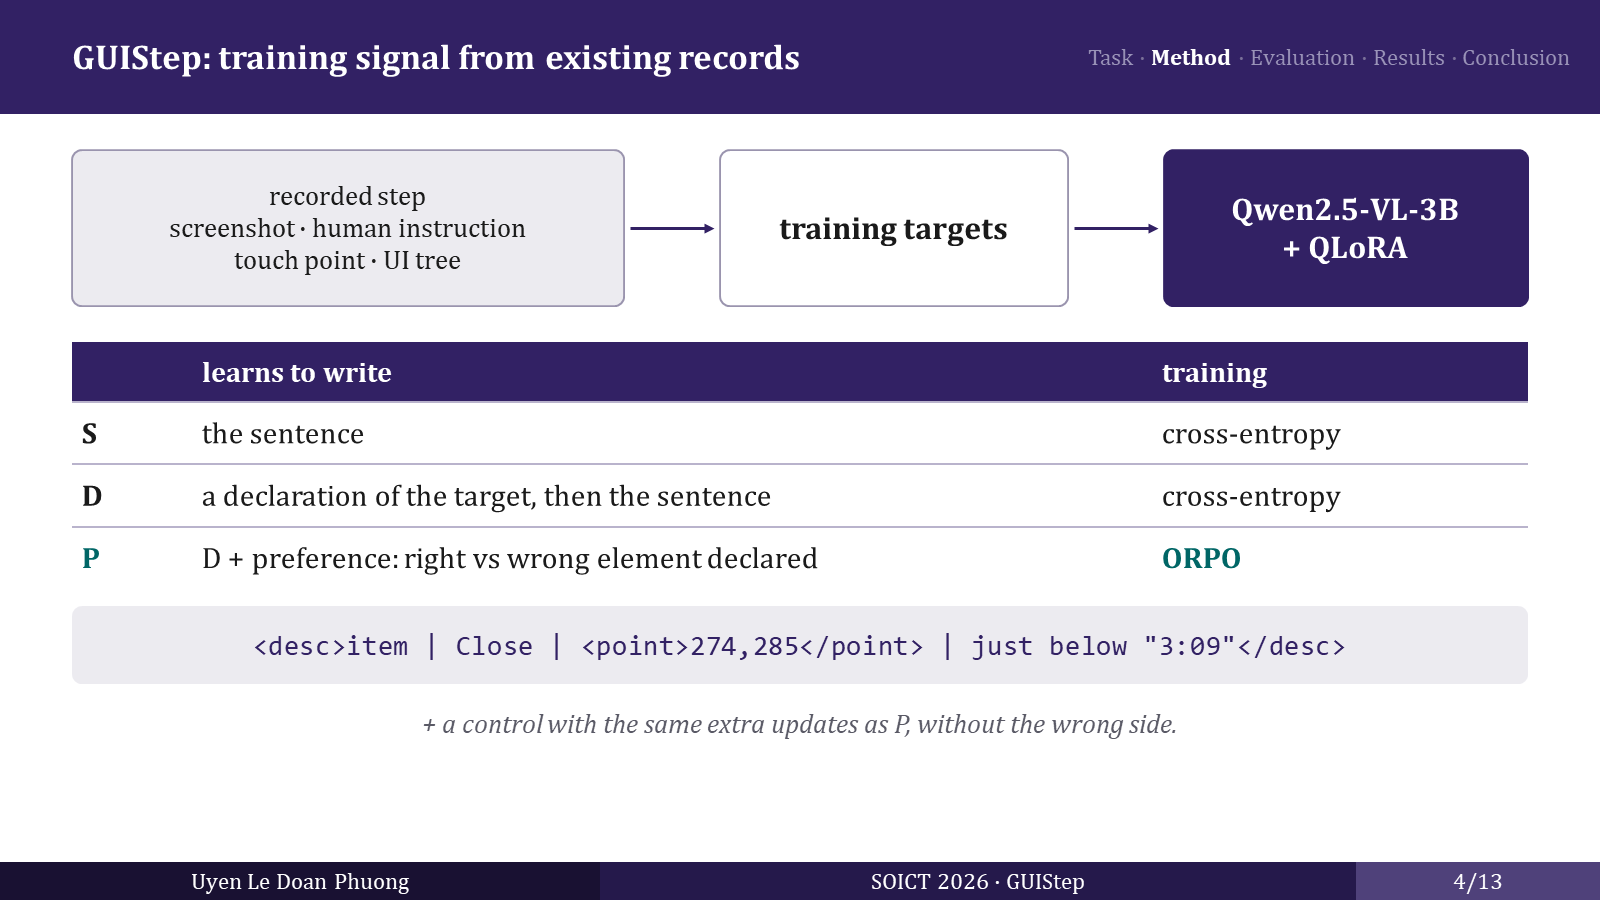 GUIStep: training signal from existing records
Task · Method · Evaluation · Results · Conclusion
recorded step
screenshot · human instruction
touch point · UI tree
training targets
Qwen2.5-VL-3B
+ QLoRA
learns to write training
S the sentence cross-entropy
D a declaration of the target, then the sentence cross-entropy
P D + preference: right vs wrong element declared ORPO
<desc>item | Close | <point>274,285</point> | just below "3:09"</desc>
+ a control with the same extra updates as P, without the wrong side.
Uyen Le Doan Phuong SOICT 2026 · GUIStep 4/13